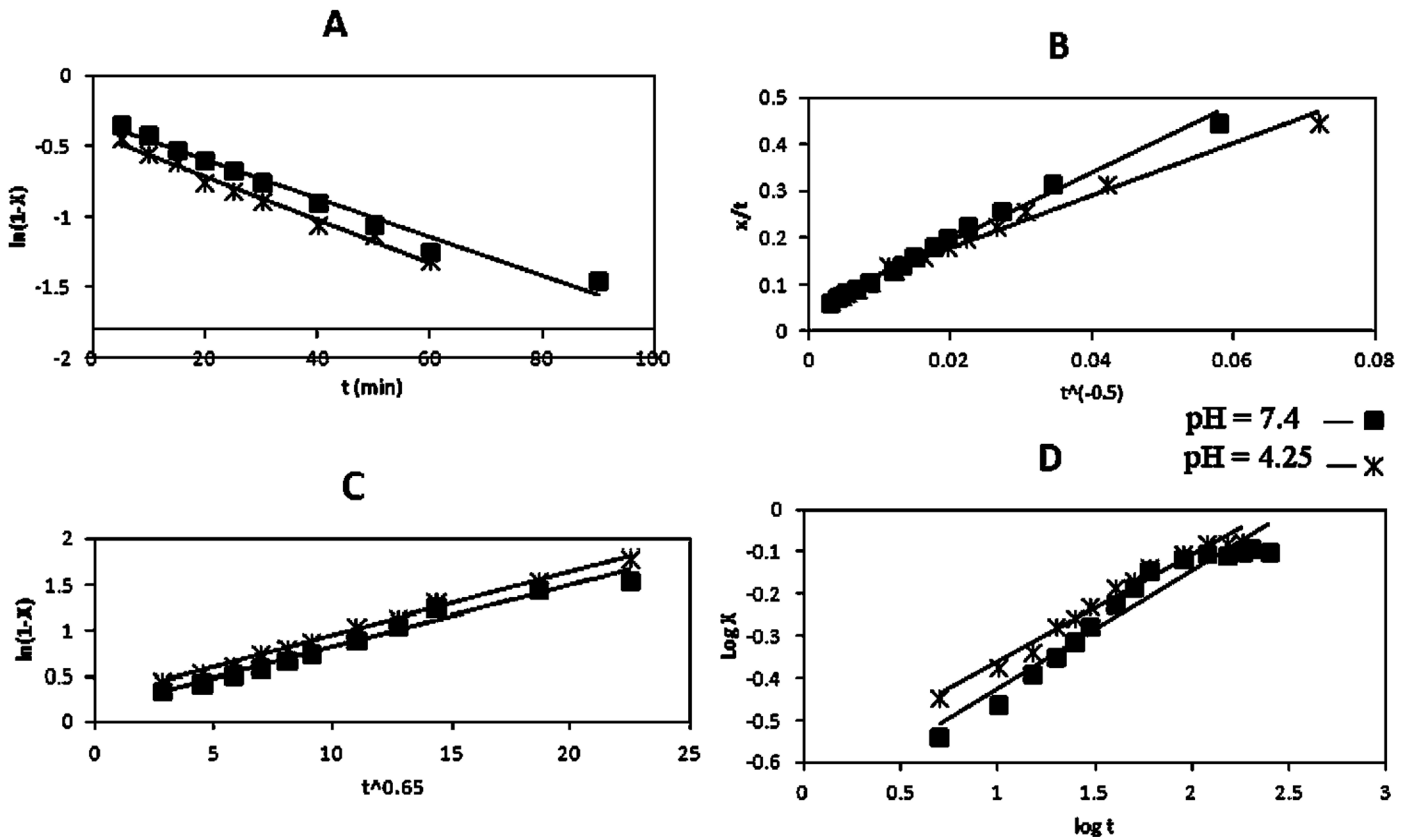 A
0
-0.5
-1
-1.5
-2
ln(1-X)
0 20 40 60 80 100
t (min)
B
0.5
0.4
0.3
0.2
0.1
0
x/t
0 0.02 0.04 0.06 0.08
t^(-0.5)
pH = 7.4
pH = 4.25
C
2
1.5
1
0.5
0
ln(1-X)
0 5 10 15 20 25
t^0.65
D
0
-0.1
-0.2
-0.3
-0.4
-0.5
-0.6
Log X
0 0.5 1 1.5 2 2.5 3
log t